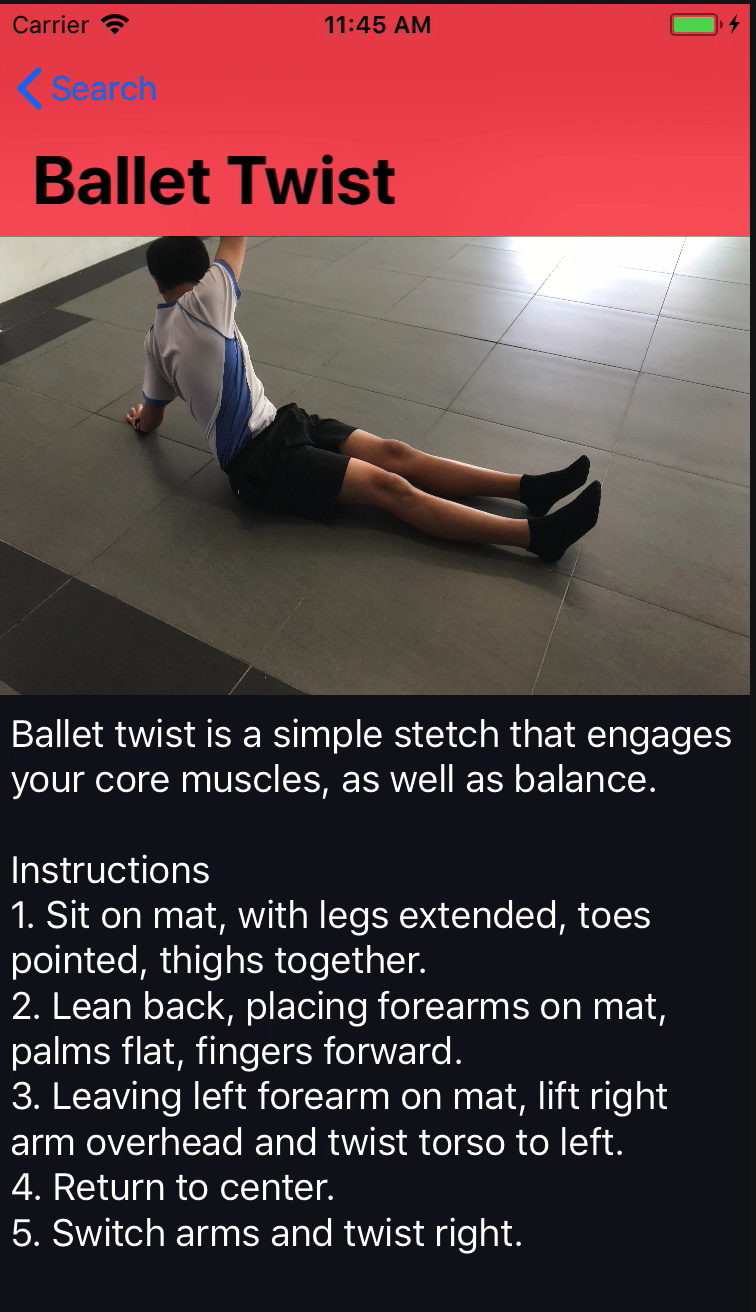 Carrier
11:45 AM
Search
Ballet Twist
Ballet twist is a simple stetch that engages
your core muscles, as well as balance.
Instructions
1. Sit on mat, with legs extended, toes
pointed, thighs together.
2. Lean back, placing forearms on mat,
palms flat, fingers forward.
3. Leaving left forearm on mat, lift right
arm overhead and twist torso to left.
4. Return to center.
5. Switch arms and twist right.